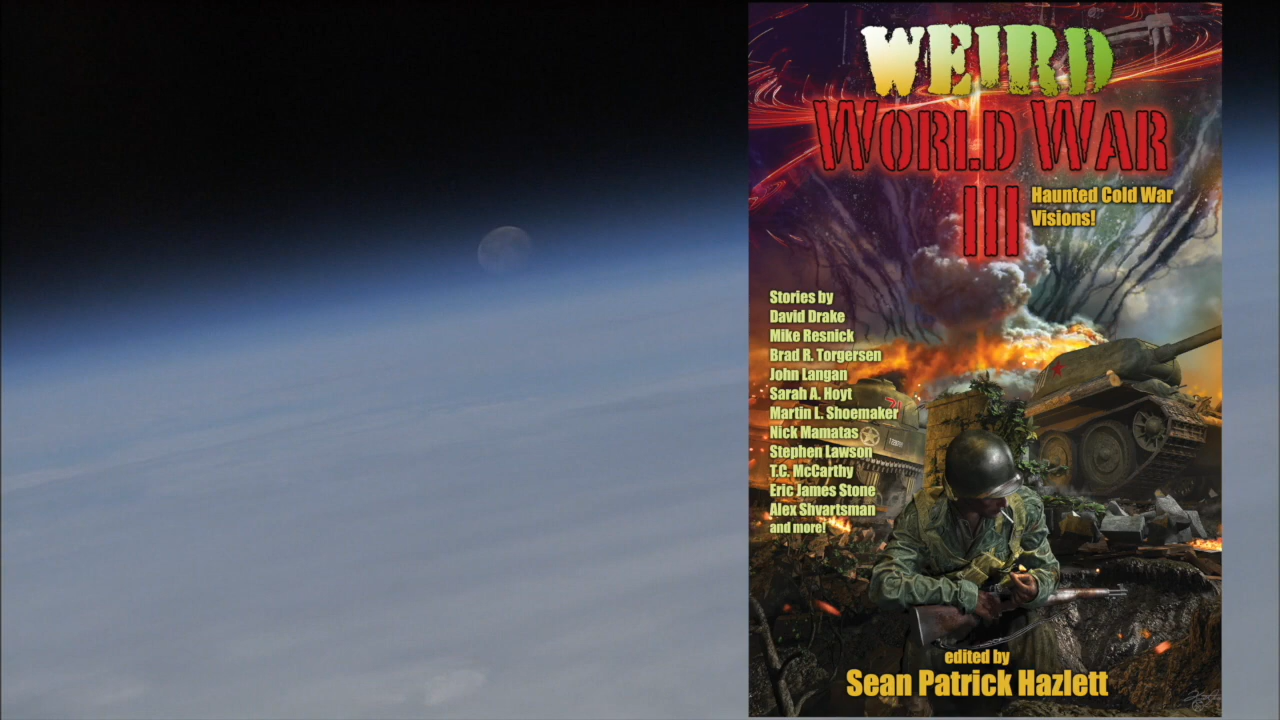 WEIRD
WORLD WAR
III
Haunted Cold War
Visions!
Stories by
David Drake
Mike Resnick
Brad R. Torgersen
John Langan
Sarah A. Hoyt
Martin L. Shoemaker
Nick Mamatas
Stephen Lawson
T.C. McCarthy
Eric James Stone
Alex Shvartsman
and more!
edited by
Sean Patrick Hazlett